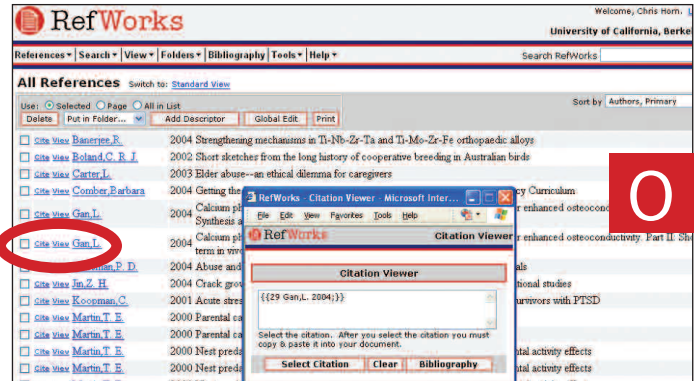 RefWorks
Welcome, Chris Horn.
University of California, Berke
References Search View Folders Bibliography Tools Help
Search RefWorks
All References Switch to: Standard View
Use: Selected Page All in List
Sort by Authors, Primary
Delete Put in Folder... Add Descriptor Global Edit Print
Cite View Banerjee,R. 2004 Strengthening mechanisms in Ti-Nb-Zr-Ta and Ti-Mo-Zr-Fe orthopaedic alloys
Cite View Boland,C. R. J. 2002 Short sketches from the long history of cooperative breeding in Australian birds
Cite View Carter,L. 2003 Elder abuse--an ethical dilemma for caregivers
Cite View Comber,Barbara 2004 Getting the cy Curriculum
Cite View Gan,L. 2004 Calcium ph r enhanced osteocond
Synthesis a
Cite View Gan,L. 2004 Calcium ph r enhanced osteoconductivity. Part II: Sho
term in viv
man,P. D. 2004 Abuse and als
Cite View Jin,Z. H. 2004 Crack grow tional studies
Cite View Koopman,C. 2001 Acute stres urvivors with PTSD
Cite View Martin,T. E. 2000 Parental ca
Cite View Martin,T. E. 2000 Parental ca
Cite View Martin,T. E. 2000 Nest preda tal activity effects
Cite View Martin,T. E. 2000 Nest preda tal activity effects
RefWorks - Citation Viewer - Microsoft Inter...
File Edit View Favorites Tools Help
RefWorks Citation Viewer
Citation Viewer
{{29 Gan,L. 2004;}}
Select the citation. After you select the citation you must
copy & paste it into your document.
Select Citation Clear Bibliography
O